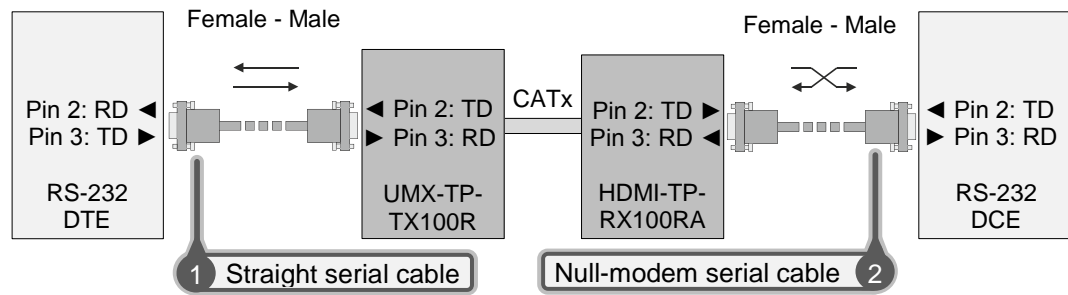 Female - Male
Female - Male
Pin 2: RD
Pin 3: TD
RS-232
DTE
Pin 2: TD
Pin 3: RD
UMX-TP-
TX100R
CATx
Pin 2: TD
Pin 3: RD
HDMI-TP-
RX100RA
Pin 2: TD
Pin 3: RD
RS-232
DCE
1 Straight serial cable
Null-modem serial cable 2